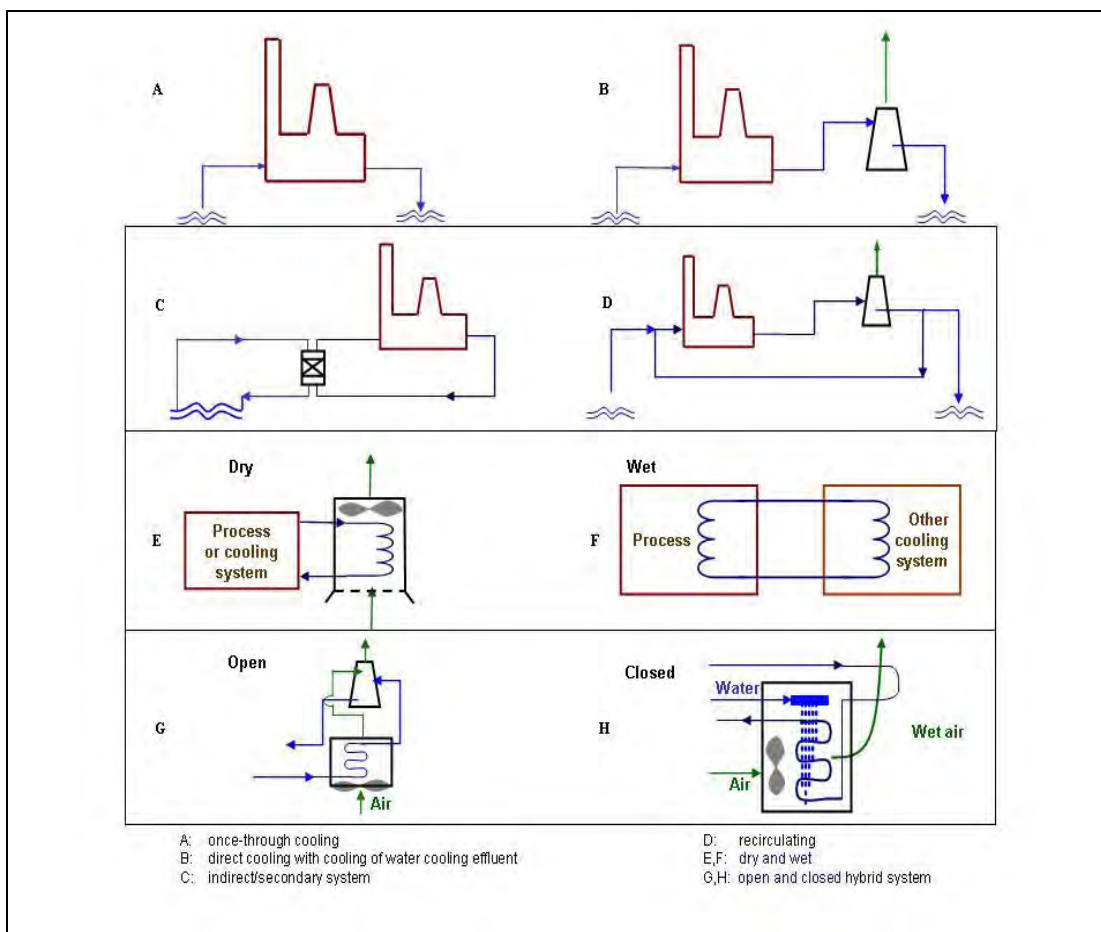 A
B
C
D
Dry
Wet
E
Process
or cooling
system
F
Process
Other
cooling
system
Open
Closed
G
Air
H
Water
Air
Wet air
A: once-through cooling
B: direct cooling with cooling of water cooling effluent
C: indirect/secondary system
D: recirculating
E,F: dry and wet
G,H: open and closed hybrid system